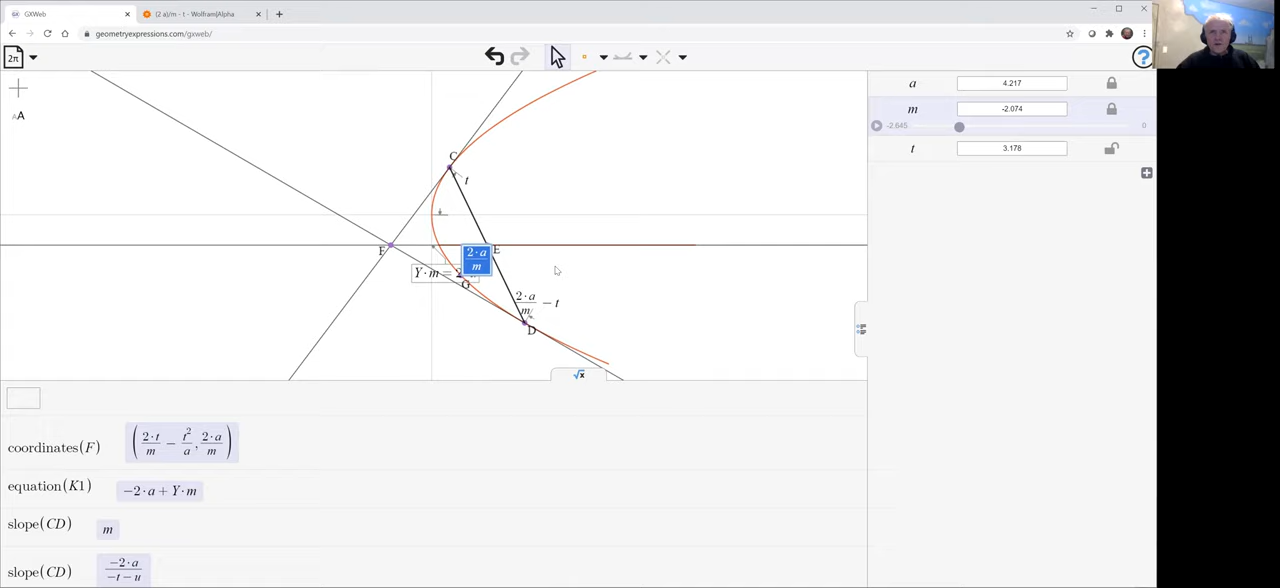 GXWeb
(2 a)/m - t - Wolfram|Alpha
geometryexpressions.com/gxweb/
2π
AA
a 4.217
m -2.074
-2.645 0
t 3.178
C
t
F
E
2·a
m
Y·m = 2
G
2·a
m
− t
D
√x
coordinates(F) (2·t/m − t²/a, 2·a/m)
equation(K1) −2·a + Y·m
slope(CD) m
slope(CD) −2·a/−t−u